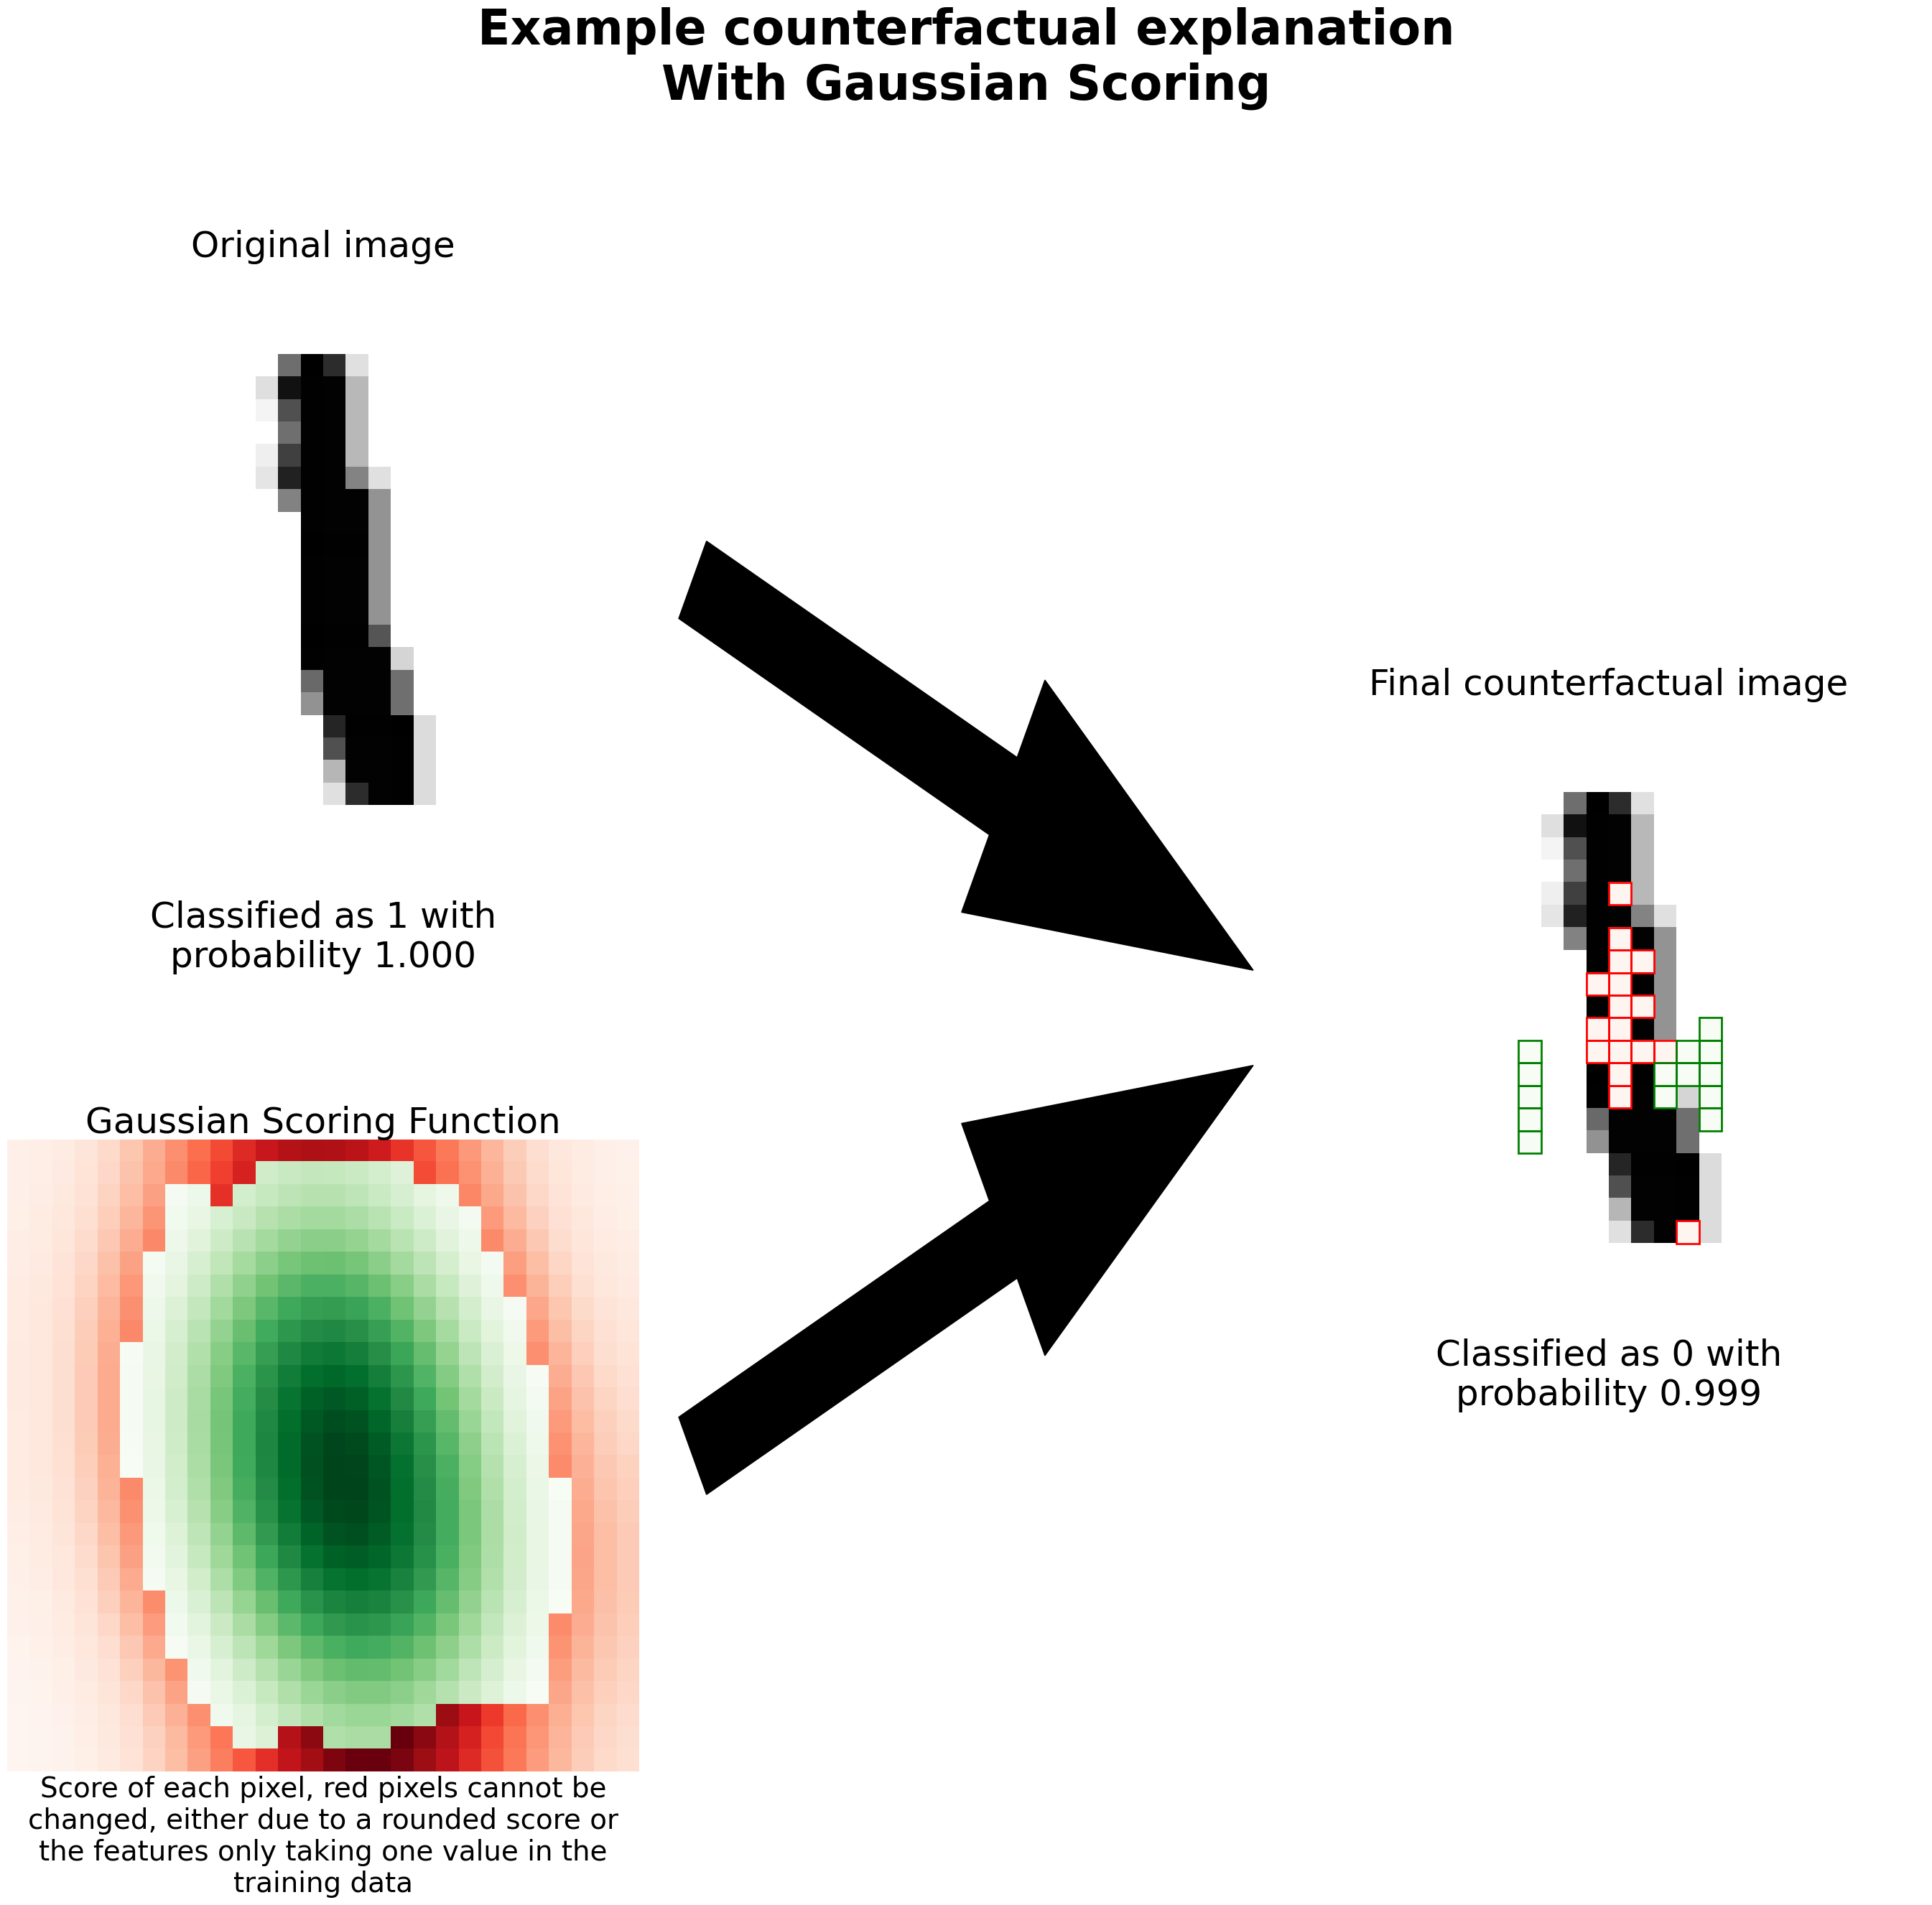 Example counterfactual explanation
With Gaussian Scoring
Original image
Classified as 1 with
probability 1.000
Gaussian Scoring Function
Score of each pixel, red pixels cannot be
changed, either due to a rounded score or
the features only taking one value in the
training data
Final counterfactual image
Classified as 0 with
probability 0.999